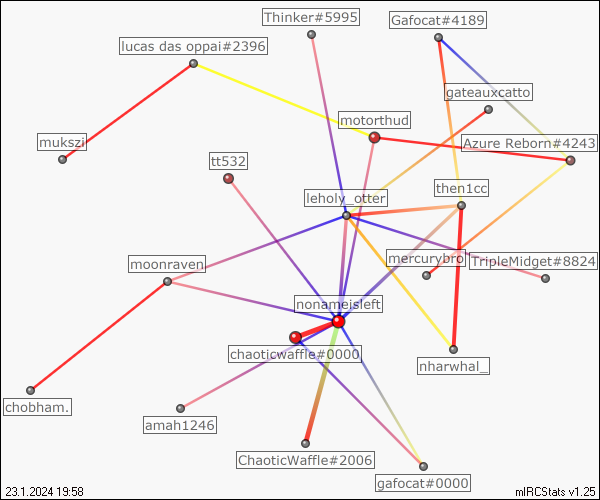 Thinker#5995
Gafocat#4189
lucas das oppai#2396
gateauxcatto
motorthud
mukszi
Azure Reborn#4243
tt532
then1cc
leholy_otter
mercurybro
TripleMidget#8824
moonraven
nonameisleft
chaoticwaffle#0000
nharwhal_
chobham.
amah1246
ChaoticWaffle#2006
gafocat#0000
23.1.2024 19:58
mIRCStats v1.25